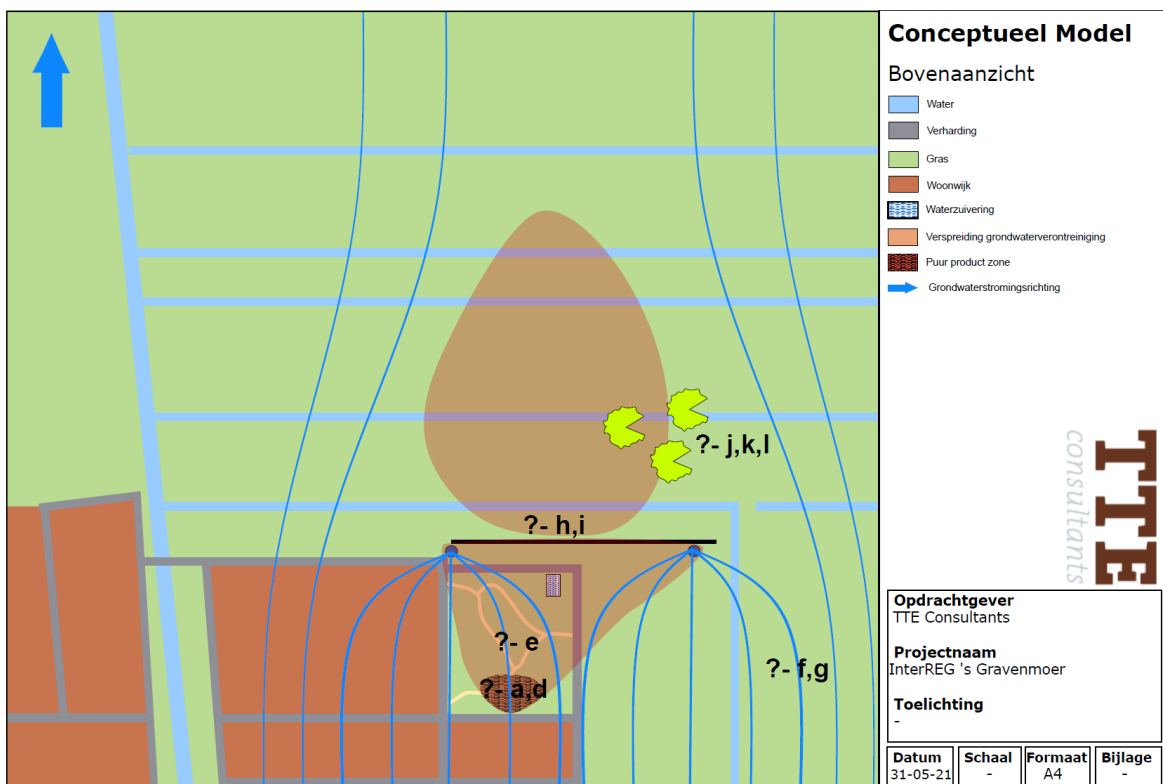 Conceptueel Model
Bovenaanzicht
Water
Verharding
Gras
Woonwijk
Waterzuivering
Verspreiding grondwaterverontreiniging
Puur product zone
Grondwaterstromingsrichting
?- j,k,l
?- h,i
?- e
?- f,g
?- a,d
TTE
consultants
Opdrachtgever
TTE Consultants
Projectnaam
InterREG 's Gravenmoer
Toelichting
-
Datum Schaal Formaat Bijlage
31-05-21 - A4 -